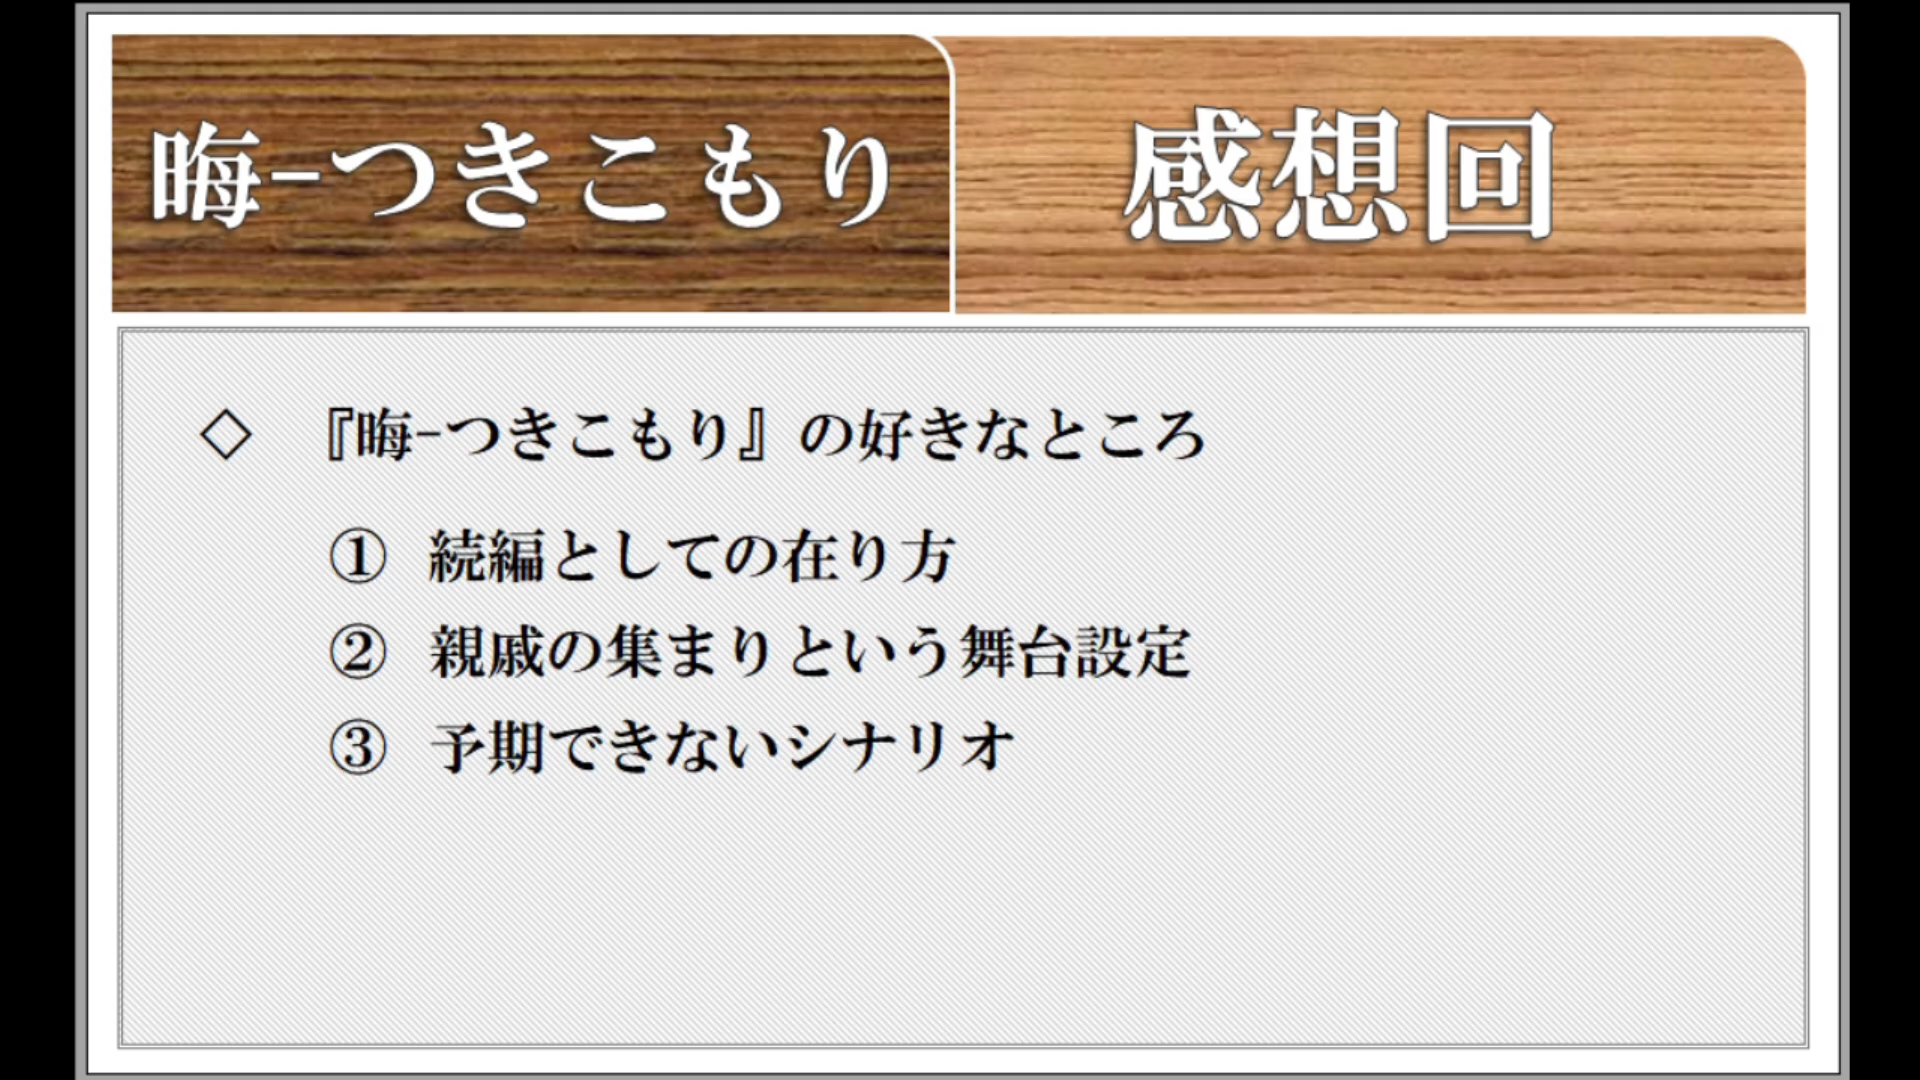 晦-つきこもり
感想回
◇ 『晦-つきこもり』の好きなところ
① 続編としての在り方
② 親戚の集まりという舞台設定
③ 予期できないシナリオ